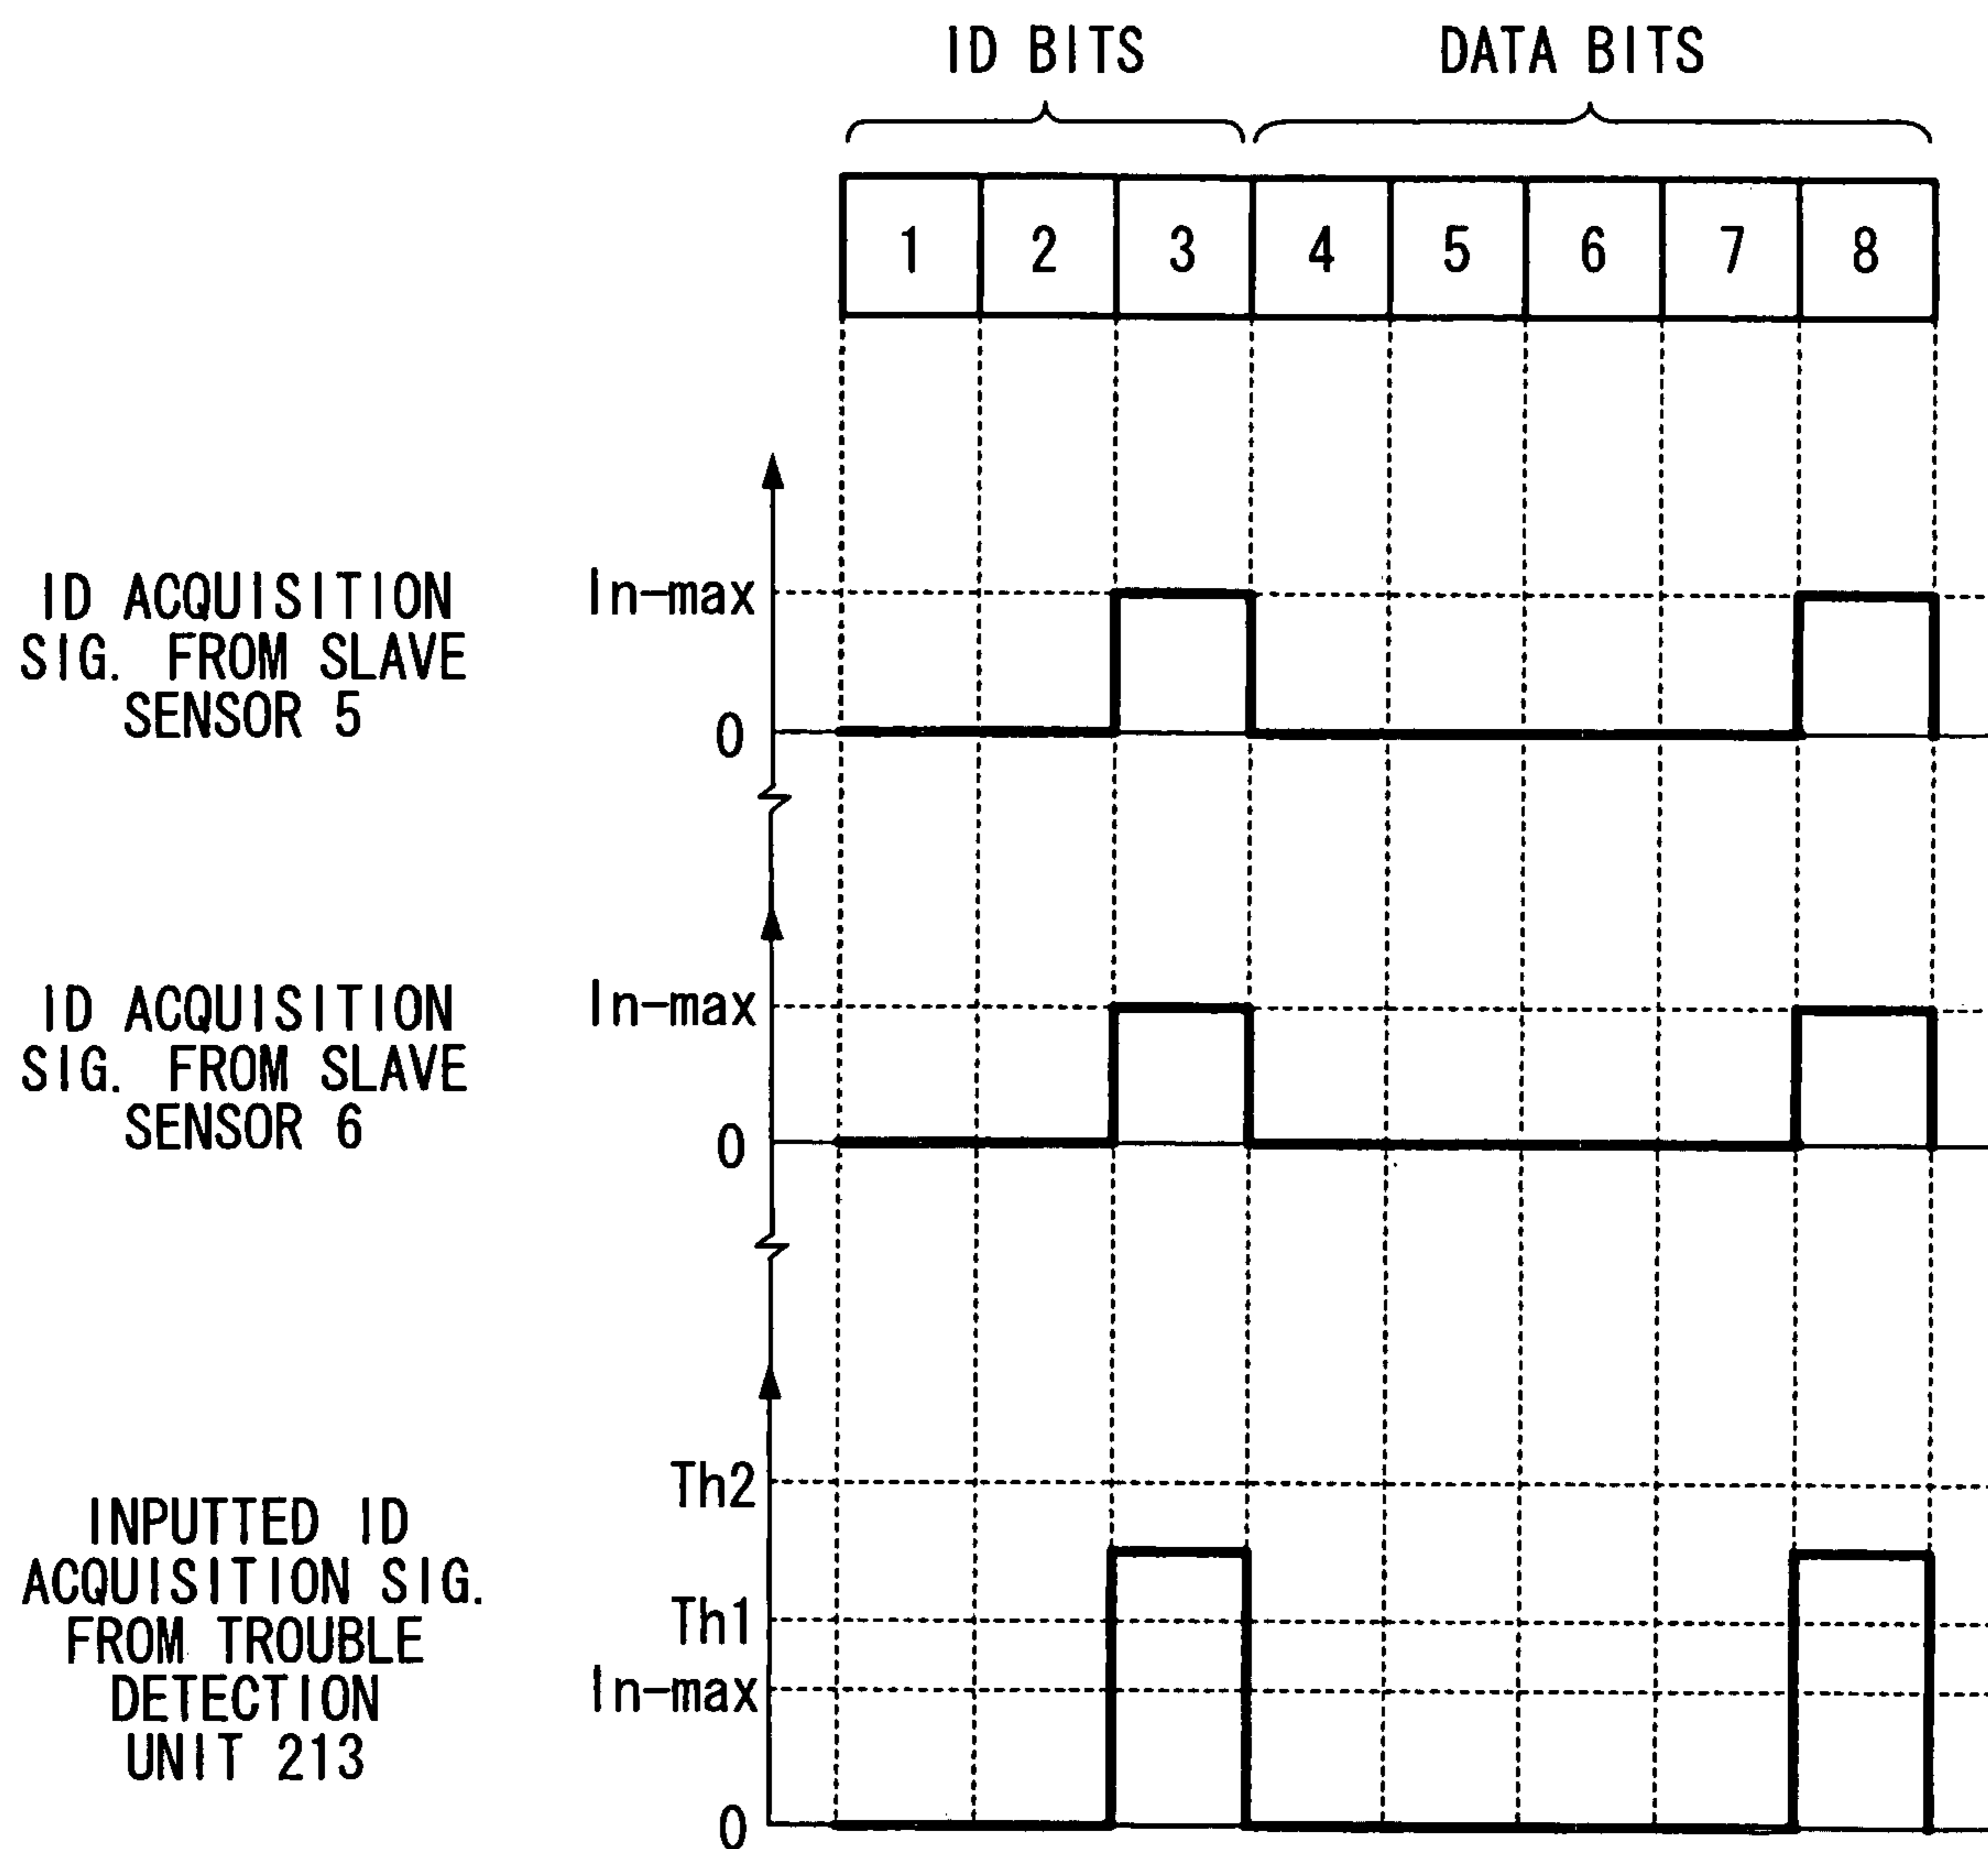 ID BITS DATA BITS
1 2 3 4 5 6 7 8
ID ACQUISITION
SIG. FROM SLAVE
SENSOR 5
In-max
0
ID ACQUISITION
SIG. FROM SLAVE
SENSOR 6
In-max
0
INPUTTED ID
ACQUISITION SIG.
FROM TROUBLE
DETECTION
UNIT 213
Th2
Th1
In-max
0